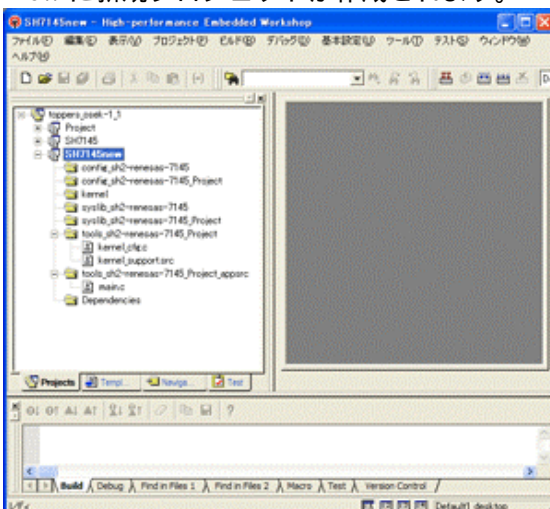 SH7145new - High-performance Embedded Workshop
ファイル(F) 編集(E) 表示(V) プロジェクト(P) ビルド(B) デバッグ(D) 基本設定(U) ツール(T) テスト(S) ウィンドウ(W)
ヘルプ(H)
toppers_osek-1_1
Project
SH7145
SH7145new
config_sh2-renesas-7145
config_sh2-renesas-7145_Project
kernel
syslib_sh2-renesas-7145
syslib_sh2-renesas-7145_Project
tools_sh2-renesas-7145_Project
kernel_cfg.c
kernel_support.src
tools_sh2-renesas-7145_Project_appsrc
main.c
Dependencies
Projects Templ... Naviga... Test
Build Debug Find in Files 1 Find in Files 2 Macro Test Version Control
Default1 desktop